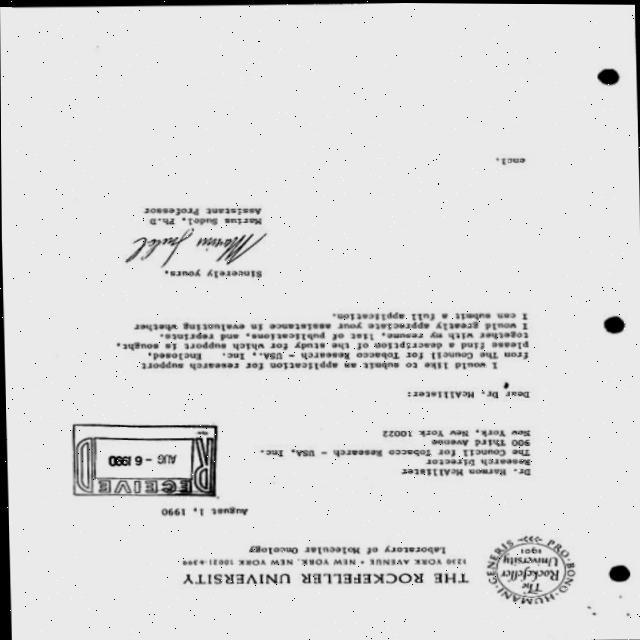 THE ROCKEFELLER UNIVERSITY
1230 YORK AVENUE • NEW YORK, NEW YORK 10021-6399
Laboratory of Molecular Oncology
PRO·BONO·HUMANI·GENERIS
The
Rockefeller
University
1901
August 1, 1990
RECEIVED
AUG - 6 1990
Dr. Harmon McAllister
Research Director
The Council for Tobacco Research - USA, Inc.
900 Third Avenue
New York, New York 10022
Dear Dr. McAllister:
I would like to submit an application for research support
from The Council for Tobacco Research - USA., Inc. Enclosed,
please find a description of the study for which support is sought,
together with my resume, list of publications, and reprints.
I would greatly appreciate your assistance in evaluating whether
I can submit a full application.
Sincerely yours,
Marius Sudol
Marius Sudol, Ph.D.
Assistant Professor
encl.